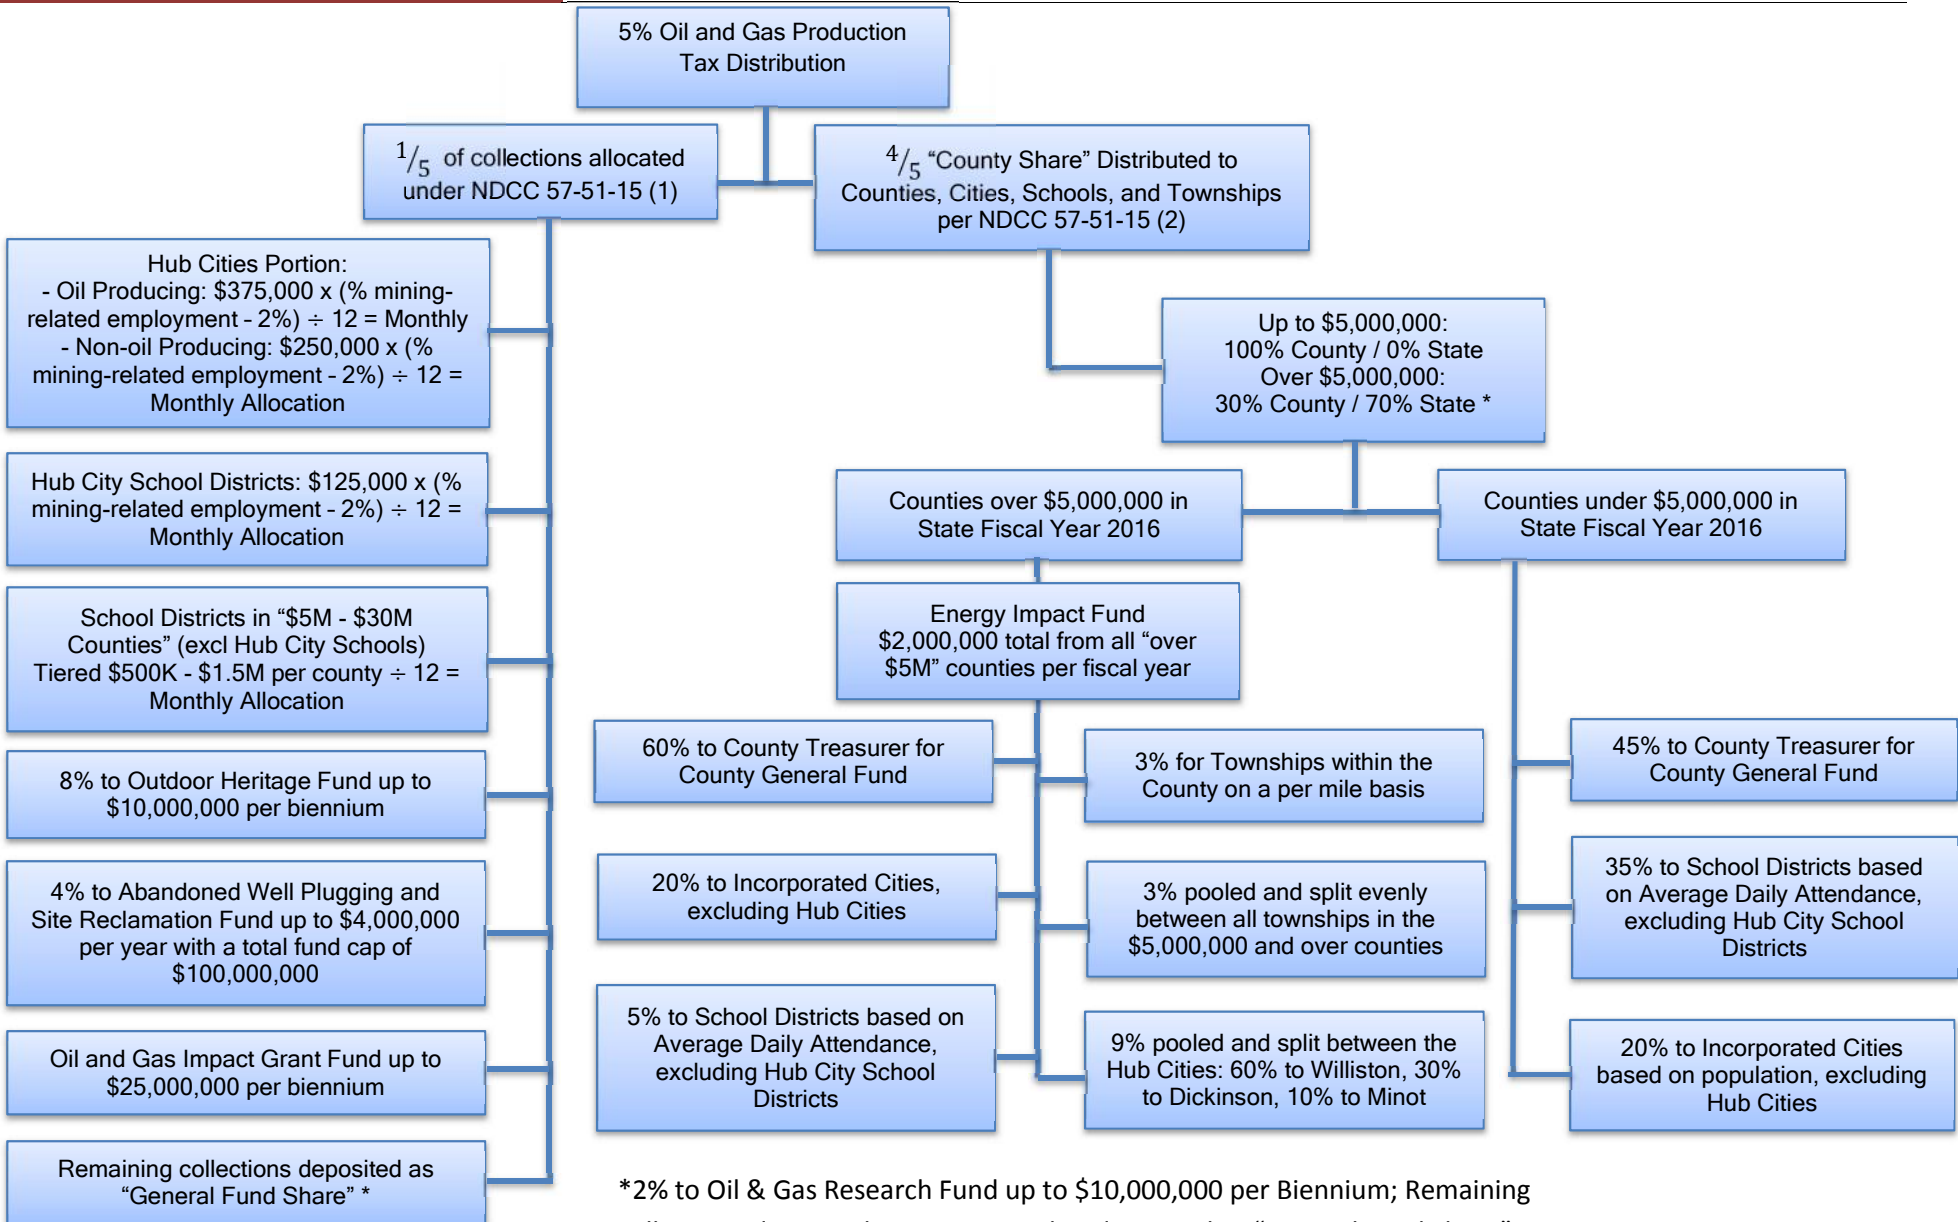 5% Oil and Gas Production
Tax Distribution
1/5 of collections allocated
under NDCC 57-51-15 (1)
4/5 “County Share” Distributed to
Counties, Cities, Schools, and Townships
per NDCC 57-51-15 (2)
Hub Cities Portion:
- Oil Producing: $375,000 x (% mining-
related employment - 2%) ÷ 12 = Monthly
- Non-oil Producing: $250,000 x (%
mining-related employment - 2%) ÷ 12 =
Monthly Allocation
Hub City School Districts: $125,000 x (%
mining-related employment - 2%) ÷ 12 =
Monthly Allocation
School Districts in “$5M - $30M
Counties” (excl Hub City Schools)
Tiered $500K - $1.5M per county ÷ 12 =
Monthly Allocation
8% to Outdoor Heritage Fund up to
$10,000,000 per biennium
4% to Abandoned Well Plugging and
Site Reclamation Fund up to $4,000,000
per year with a total fund cap of
$100,000,000
Oil and Gas Impact Grant Fund up to
$25,000,000 per biennium
Remaining collections deposited as
“General Fund Share” *
Up to $5,000,000:
100% County / 0% State
Over $5,000,000:
30% County / 70% State *
Counties over $5,000,000 in
State Fiscal Year 2016
Energy Impact Fund
$2,000,000 total from all “over
$5M” counties per fiscal year
60% to County Treasurer for
County General Fund
20% to Incorporated Cities,
excluding Hub Cities
5% to School Districts based on
Average Daily Attendance,
excluding Hub City School
Districts
3% for Townships within the
County on a per mile basis
3% pooled and split evenly
between all townships in the
$5,000,000 and over counties
9% pooled and split between the
Hub Cities: 60% to Williston, 30%
to Dickinson, 10% to Minot
Counties under $5,000,000 in
State Fiscal Year 2016
45% to County Treasurer for
County General Fund
35% to School Districts based
on Average Daily Attendance,
excluding Hub City School
Districts
20% to Incorporated Cities
based on population, excluding
Hub Cities
*2% to Oil & Gas Research Fund up to $10,000,000 per Biennium; Remaining